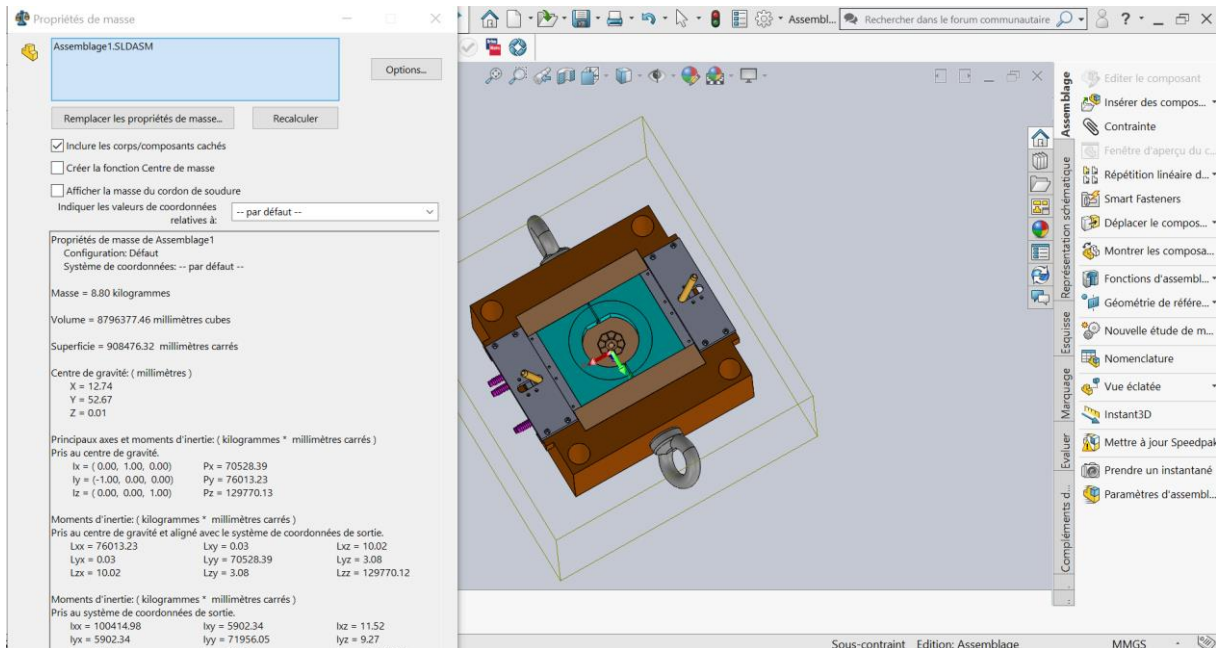 Propriétés de masse
Assembl...
Rechercher dans le forum communautaire
?
Assemblage1.SLDASM
Options...
Remplacer les propriétés de masse...
Recalculer
Inclure les corps/composants cachés
Créer la fonction Centre de masse
Afficher la masse du cordon de soudure
Indiquer les valeurs de coordonnées
relatives à:
-- par défaut --
Propriétés de masse de Assemblage1
Configuration: Défaut
Système de coordonnées: -- par défaut --
Masse = 8.80 kilogrammes
Volume = 8796377.46 millimètres cubes
Superficie = 908476.32 millimètres carrés
Centre de gravité: ( millimètres )
X = 12.74
Y = 52.67
Z = 0.01
Principaux axes et moments d'inertie: ( kilogrammes * millimètres carrés )
Pris au centre de gravité.
Ix = ( 0.00, 1.00, 0.00) Px = 70528.39
Iy = (-1.00, 0.00, 0.00) Py = 76013.23
Iz = ( 0.00, 0.00, 1.00) Pz = 129770.13
Moments d'inertie: ( kilogrammes * millimètres carrés )
Pris au centre de gravité et aligné avec le système de coordonnées de sortie.
Lxx = 76013.23 Lxy = 0.03 Lxz = 10.02
Lyx = 0.03 Lyy = 70528.39 Lyz = 3.08
Lzx = 10.02 Lzy = 3.08 Lzz = 129770.12
Moments d'inertie: ( kilogrammes * millimètres carrés )
Pris au système de coordonnées de sortie.
Ixx = 100414.98 Ixy = 5902.34 Ixz = 11.52
Iyx = 5902.34 Iyy = 71956.05 Iyz = 9.27
Assemblage
Représentation schématique
Esquisse
Marquage
Evaluer
Compléments d...
Editer le composant
Insérer des compos...
Contrainte
Fenêtre d'aperçu du c...
Répétition linéaire d...
Smart Fasteners
Déplacer le compos...
Montrer les composa...
Fonctions d'assembl...
Géométrie de référe...
Nouvelle étude de m...
Nomenclature
Vue éclatée
Instant3D
Mettre à jour Speedpak
Prendre un instantané
Paramètres d'assembl...
Sous-contraint Edition: Assemblage MMGS